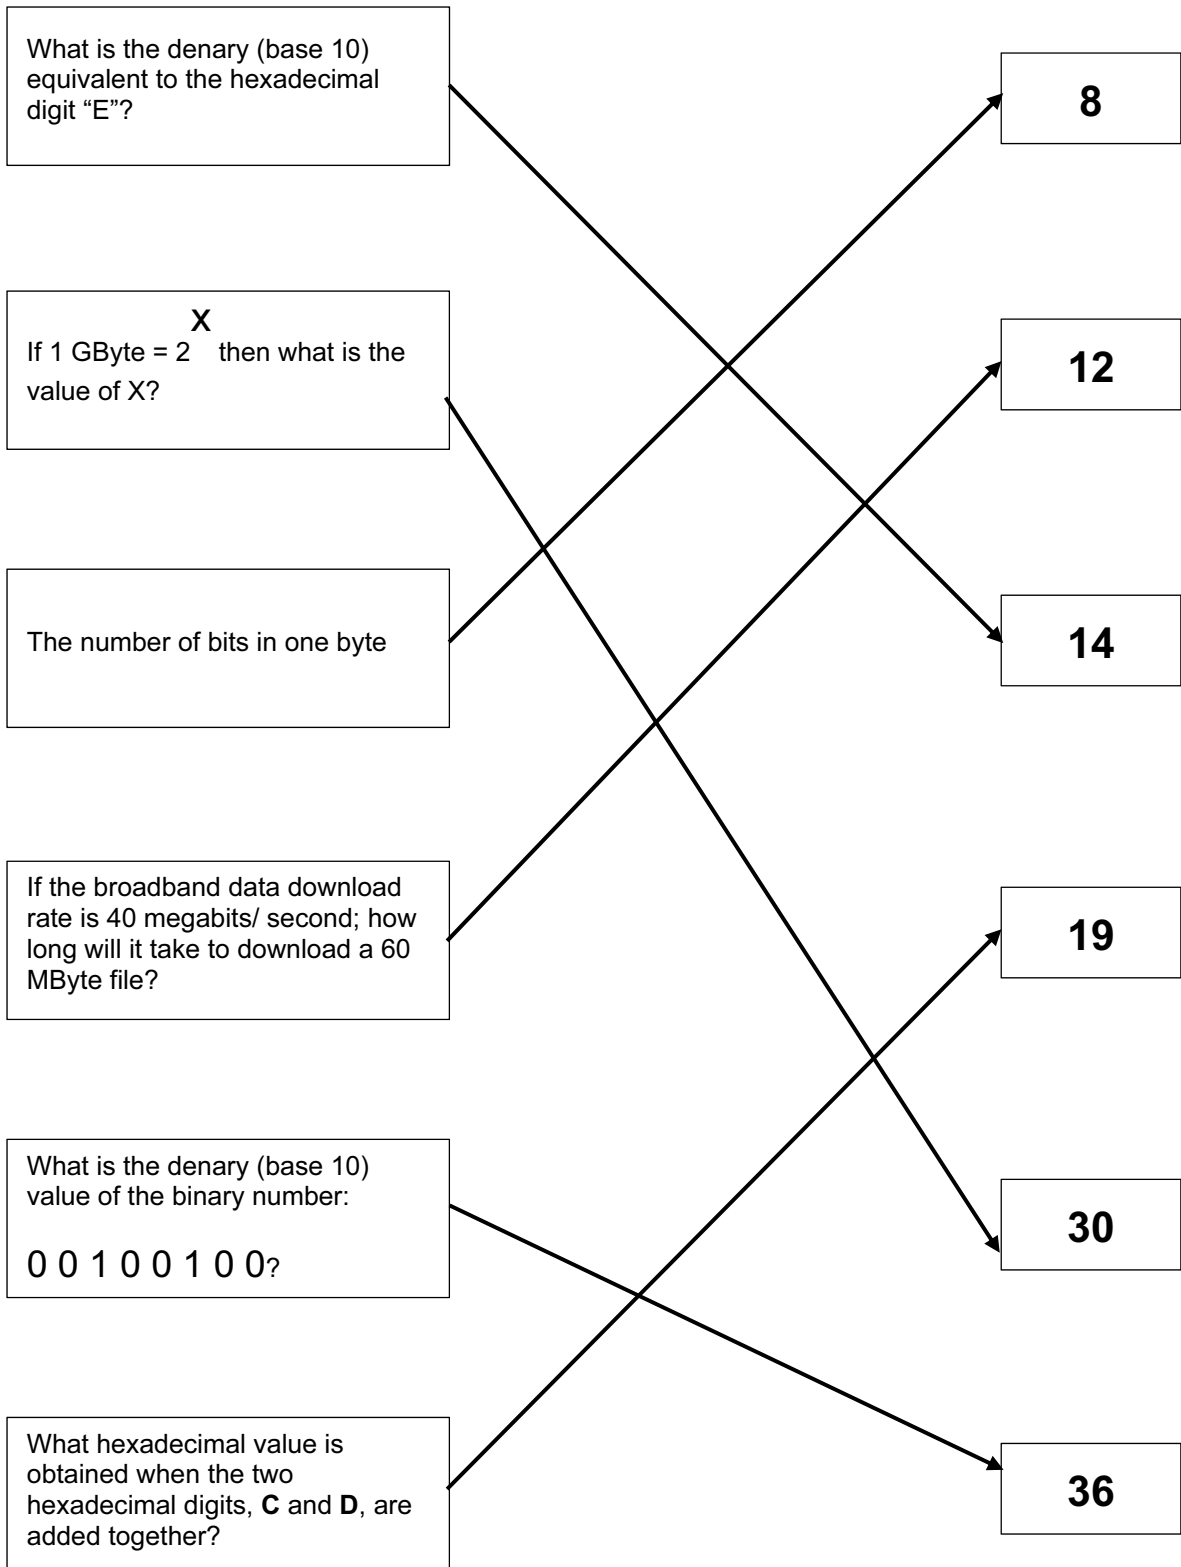 What is the denary (base 10)
equivalent to the hexadecimal
digit “E”?
8
X
If 1 GByte = 2 then what is the
value of X?
12
The number of bits in one byte
14
If the broadband data download
rate is 40 megabits/ second; how
long will it take to download a 60
MByte file?
19
What is the denary (base 10)
value of the binary number:
0 0 1 0 0 1 0 0?
30
What hexadecimal value is
obtained when the two
hexadecimal digits, C and D, are
added together?
36